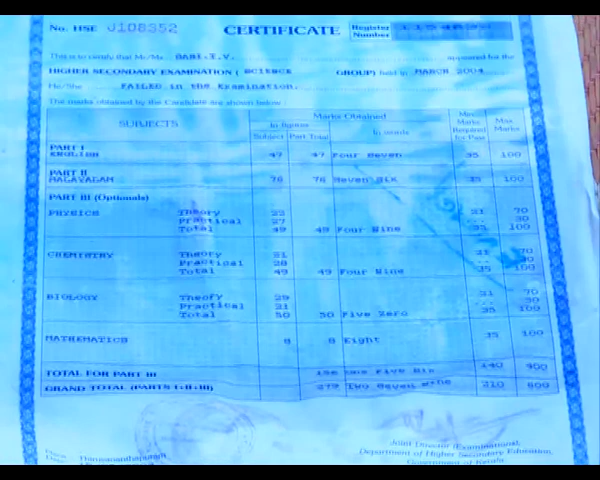 No. HSE J108352 CERTIFICATE Register Number
This is to certify that Mr./Ms. HARI.T.V. appeared for the
HIGHER SECONDARY EXAMINATION ( SCIENCE GROUP) held in MARCH 2004
He/She FAILED in the Examination.
The marks obtained by the Candidate are shown below :
SUBJECTS Marks Obtained Min. Marks Required for Pass Max. Marks
In figures In words
Subject Part Total
PART I
ENGLISH 47 47 Four Seven 35 100
PART II
MALAYALAM 76 76 Seven Six 35 100
PART III (Optionals)
PHYSICS Theory 22 21 70
Practical 27 .. 30
Total 49 49 Four Nine 35 100
CHEMISTRY Theory 21 21 70
Practical 28 .. 30
Total 49 49 Four Nine 35 100
BIOLOGY Theory 29 21 70
Practical 21 ... 30
Total 50 50 Five Zero 35 100
MATHEMATICS 8 8 Eight 35 100
TOTAL FOR PART III 156 One Five Six 140 400
GRAND TOTAL (PARTS I+II+III) 279 Two Seven Nine 210 600
Joint Director (Examinations),
Department of Higher Secondary Education,
Government of Kerala
Place
Date: Thiruvananthapuram